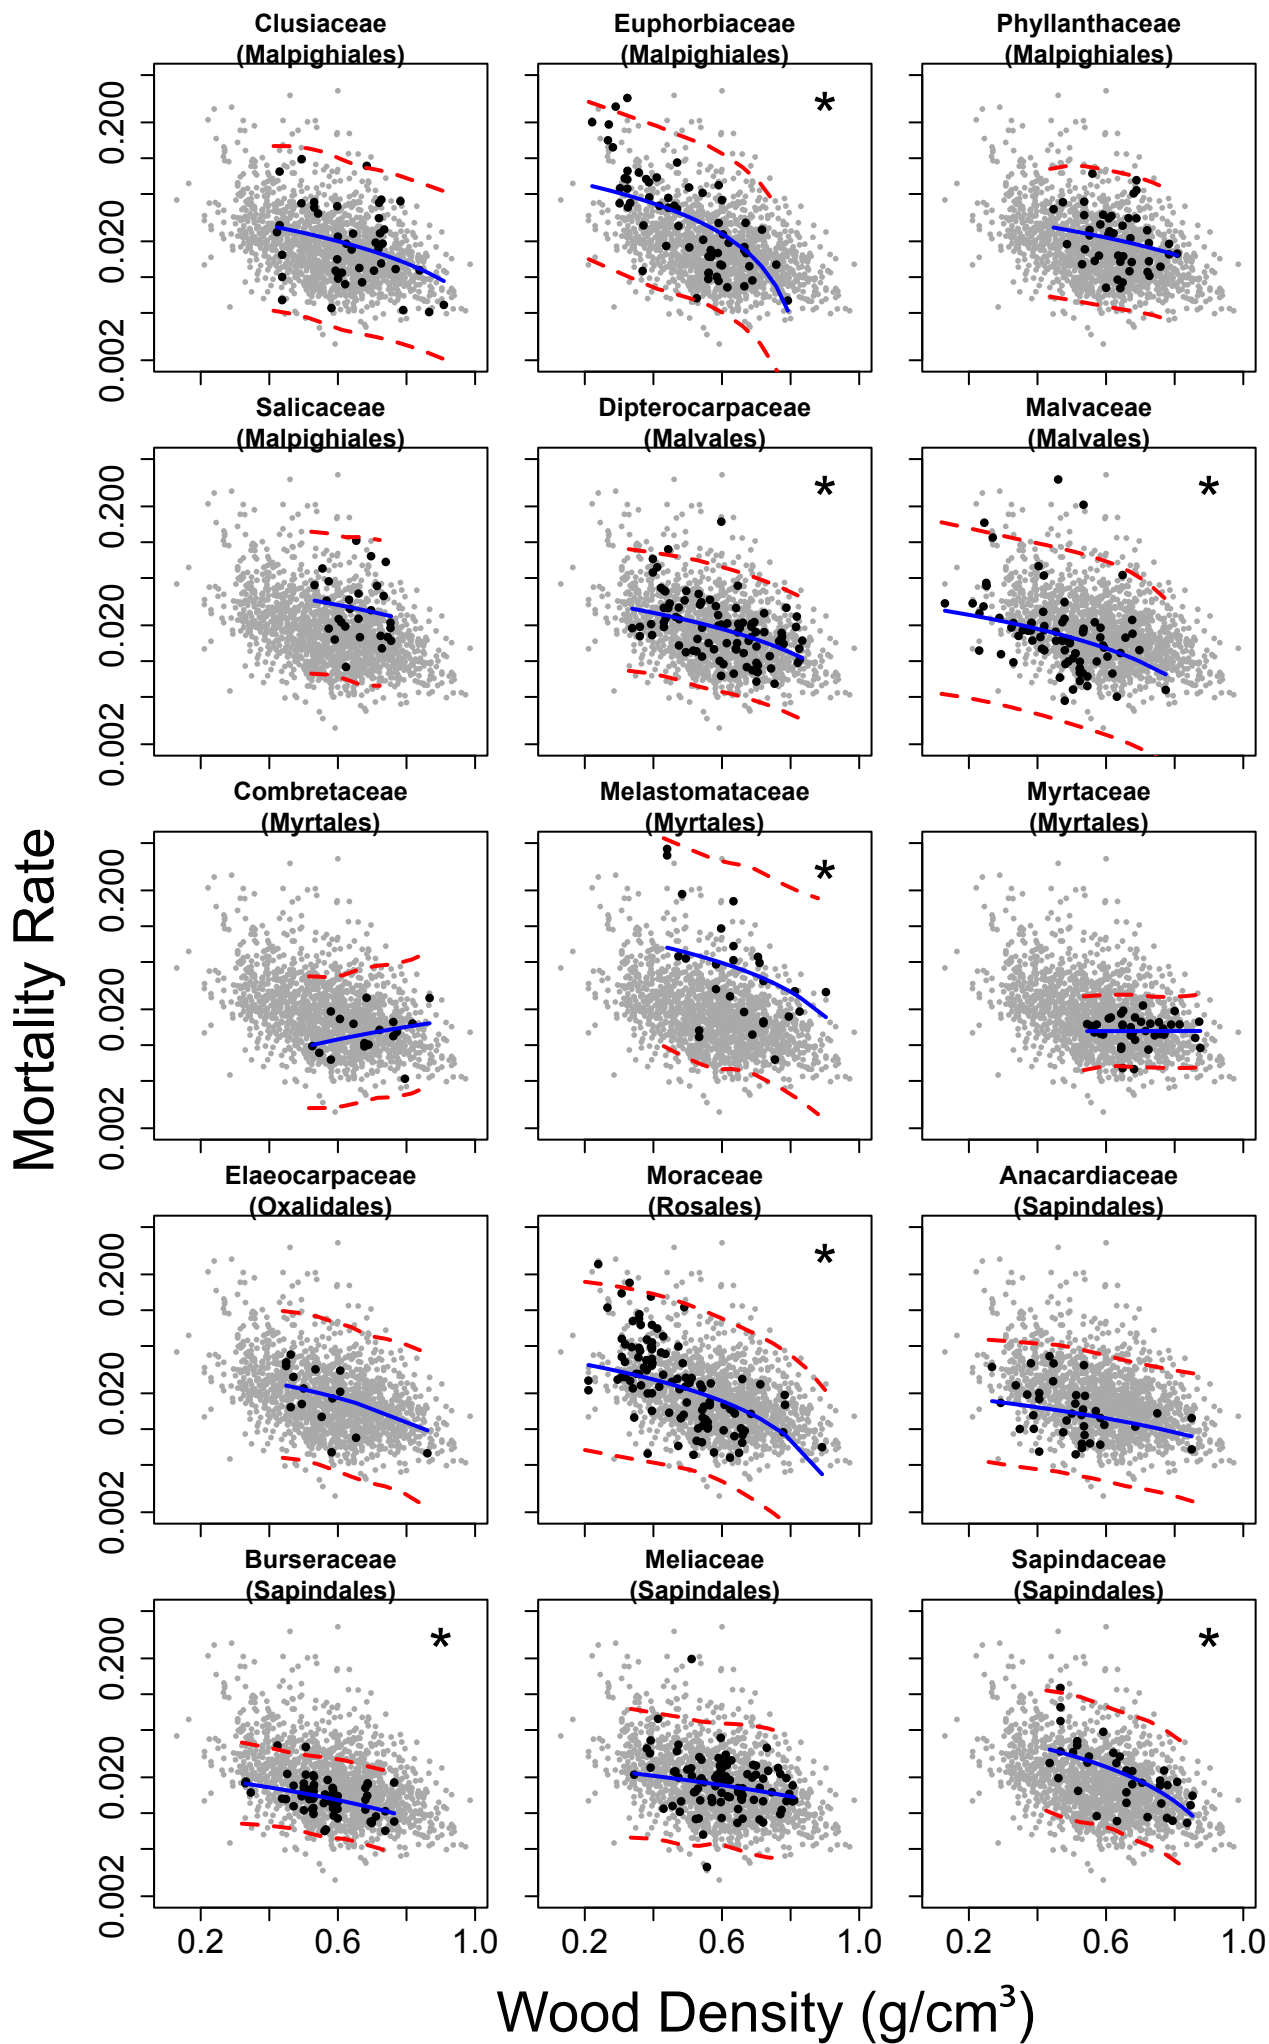 Clusiaceae
(Malpighiales)
Euphorbiaceae
(Malpighiales)
Phyllanthaceae
(Malpighiales)
0.200
0.020
0.002
*
Salicaceae
(Malpighiales)
Dipterocarpaceae
(Malvales)
Malvaceae
(Malvales)
0.200
0.020
0.002
*
*
Combretaceae
(Myrtales)
Melastomataceae
(Myrtales)
Myrtaceae
(Myrtales)
0.200
0.020
0.002
*
Mortality Rate
Elaeocarpaceae
(Oxalidales)
Moraceae
(Rosales)
Anacardiaceae
(Sapindales)
0.200
0.020
0.002
*
Burseraceae
(Sapindales)
Meliaceae
(Sapindales)
Sapindaceae
(Sapindales)
0.200
0.020
0.002
*
*
0.2 0.6 1.0
0.2 0.6 1.0
0.2 0.6 1.0
Wood Density (g/cm³)